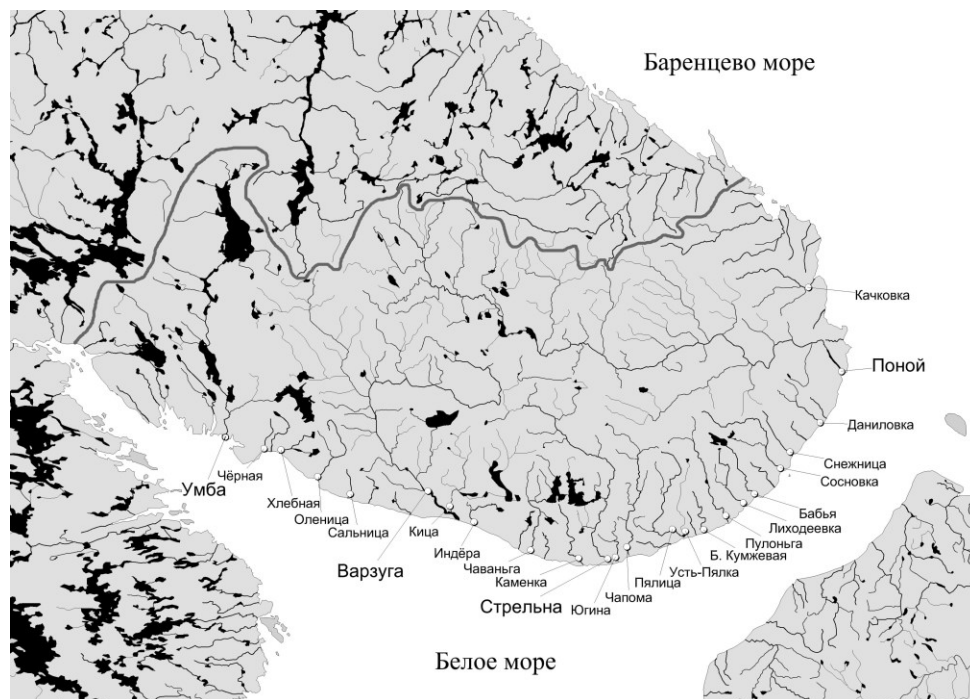 Баренцево море
Качковка
Поной
Даниловка
Снежница
Сосновка
Бабья
Лиходеевка
Пулоньга
Б. Кумжевая
Усть-Пялка
Пялица
Чапома
Югина
Стрельна
Каменка
Чаваньга
Индёра
Кица
Варзуга
Сальница
Оленица
Хлебная
Умба
Чёрная
Белое море